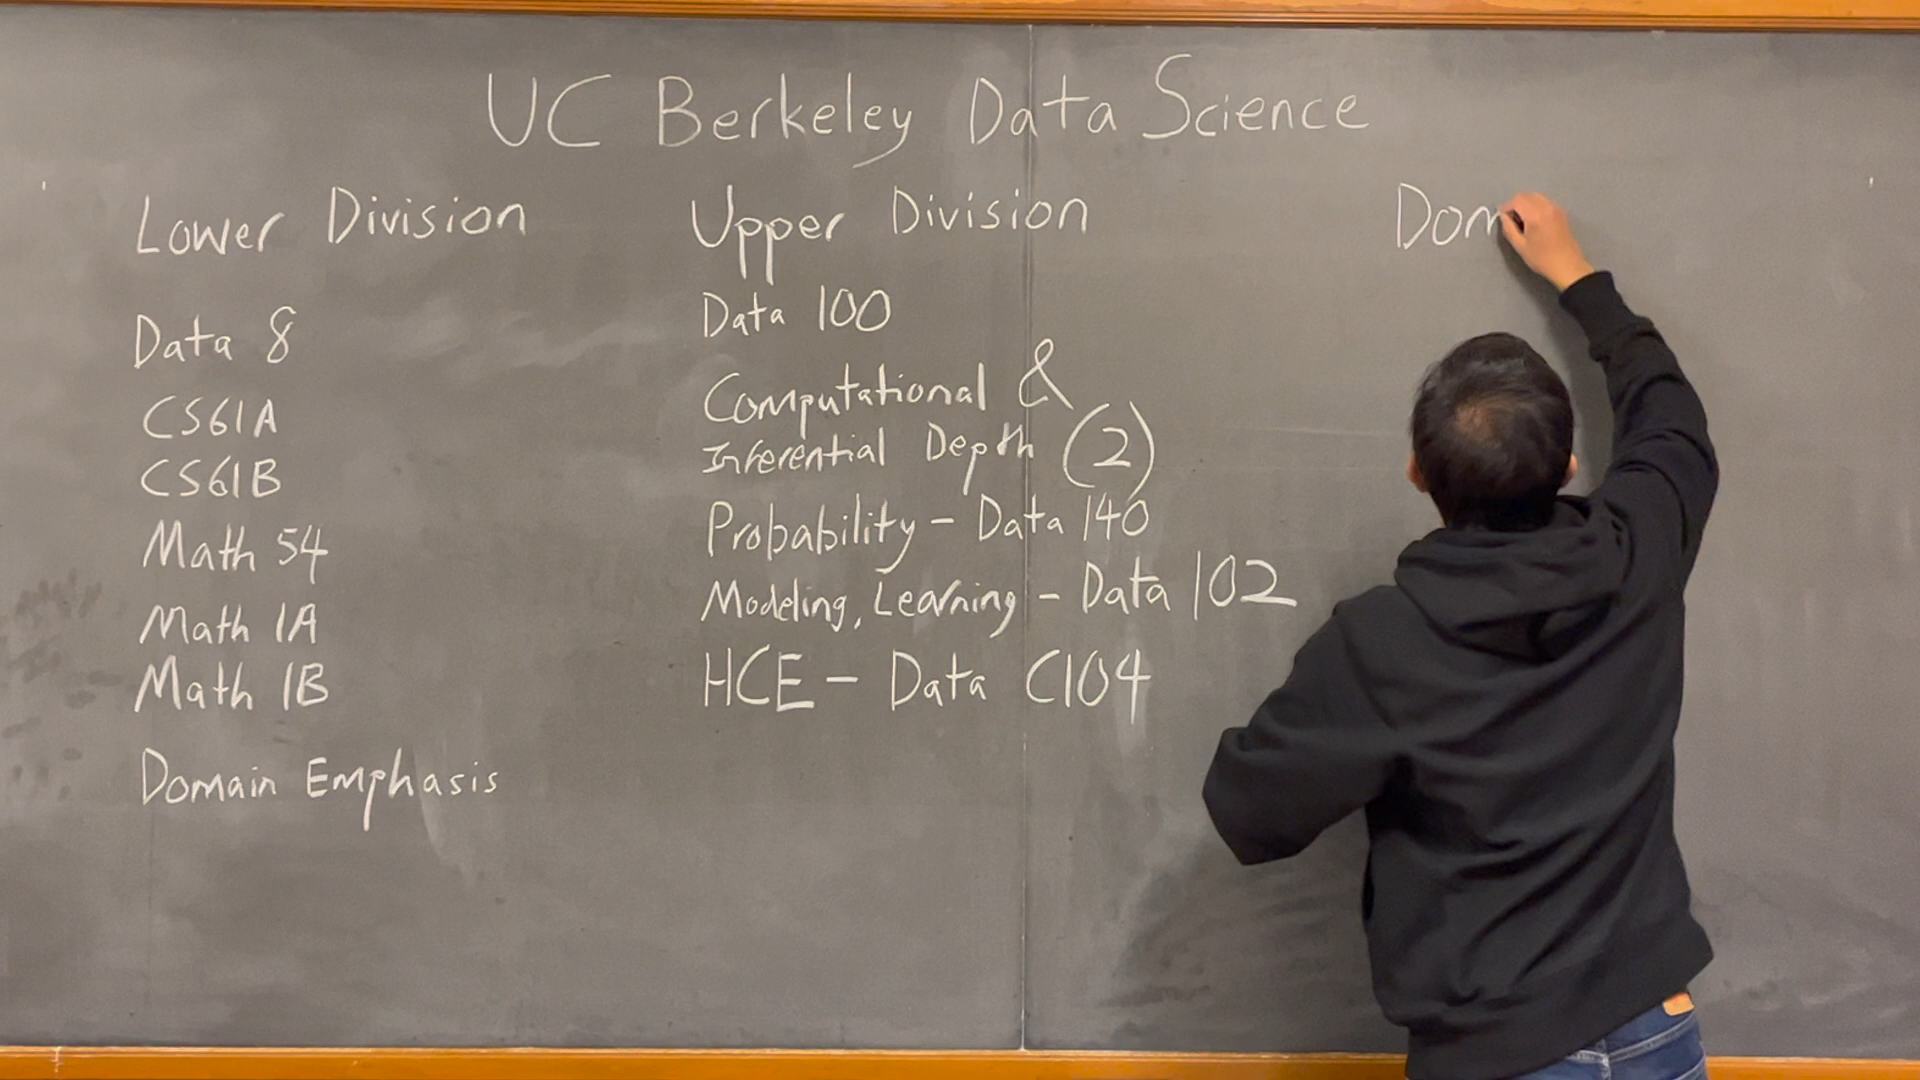 UC Berkeley Data Science
Lower Division
Data 8
CS61A
CS61B
Math 54
Math 1A
Math 1B
Domain Emphasis
Upper Division
Data 100
Computational &
Inferential Depth (2)
Probability - Data 140
Modeling, Learning - Data 102
HCE - Data C104
Dom